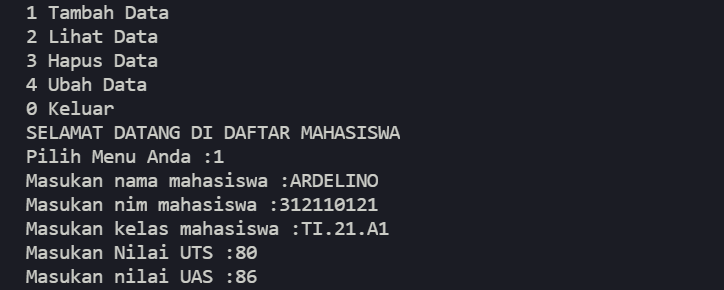 1 Tambah Data
2 Lihat Data
3 Hapus Data
4 Ubah Data
0 Keluar
SELAMAT DATANG DI DAFTAR MAHASISWA
Pilih Menu Anda :1
Masukan nama mahasiswa :ARDELINO
Masukan nim mahasiswa :312110121
Masukan kelas mahasiswa :TI.21.A1
Masukan Nilai UTS :80
Masukan nilai UAS :86